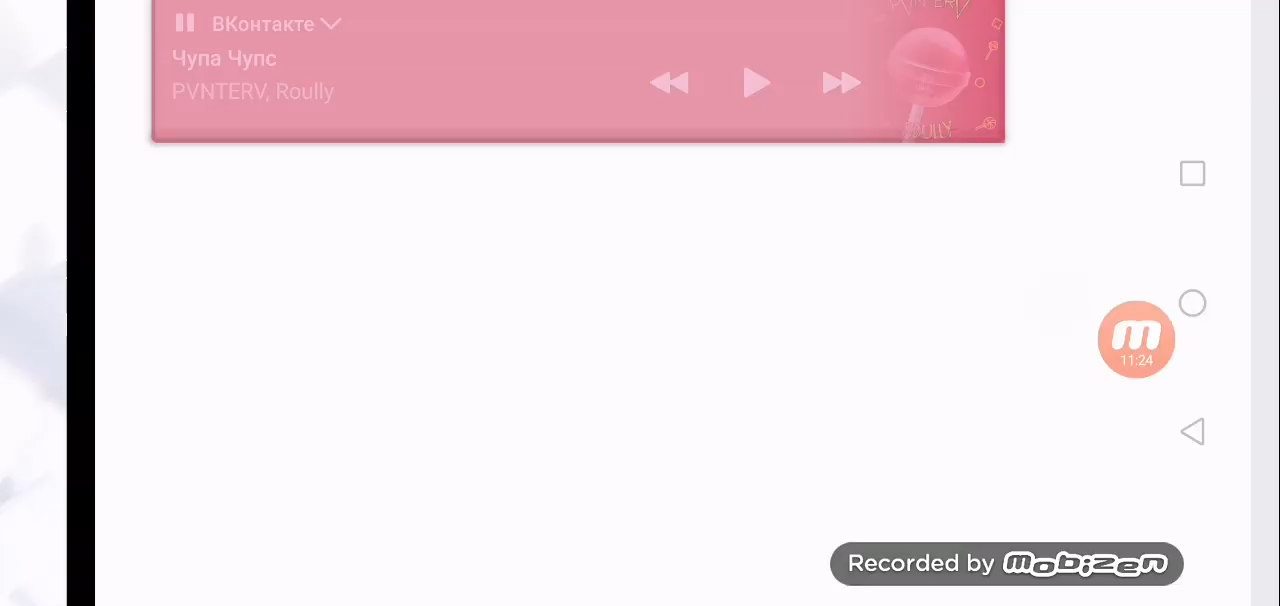 ВКонтакте
Чупа Чупс
PVNTERV, Roully
11:24
Recorded by mobizen